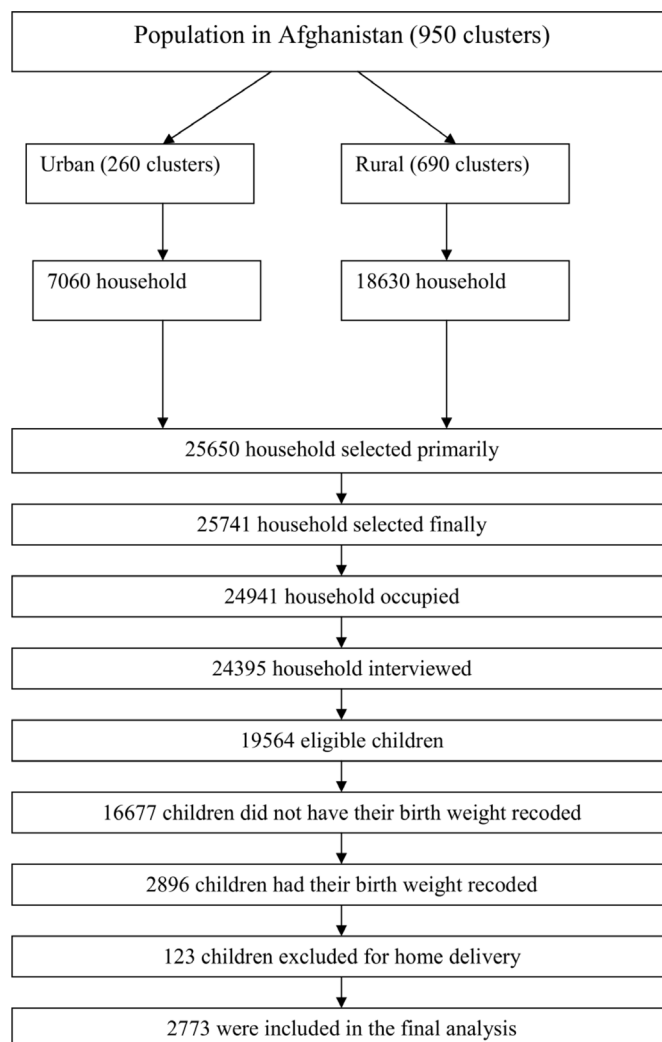 Population in Afghanistan (950 clusters)
Urban (260 clusters)
Rural (690 clusters)
7060 household
18630 household
25650 household selected primarily
25741 household selected finally
24941 household occupied
24395 household interviewed
19564 eligible children
16677 children did not have their birth weight recoded
2896 children had their birth weight recoded
123 children excluded for home delivery
2773 were included in the final analysis